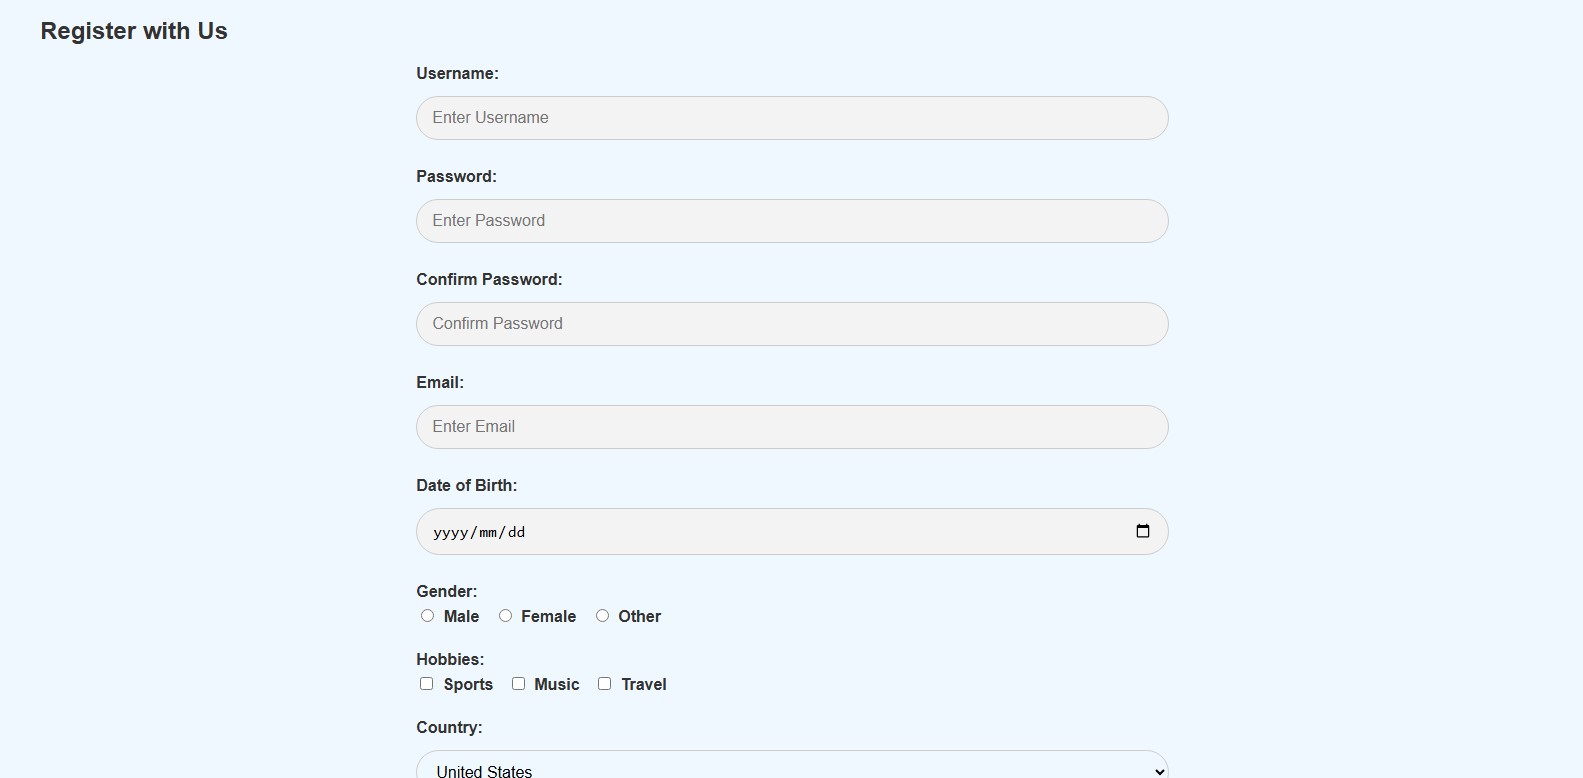 Register with Us
Username:
Enter Username
Password:
Enter Password
Confirm Password:
Confirm Password
Email:
Enter Email
Date of Birth:
yyyy/mm/dd
Gender:
Male Female Other
Hobbies:
Sports Music Travel
Country:
United States